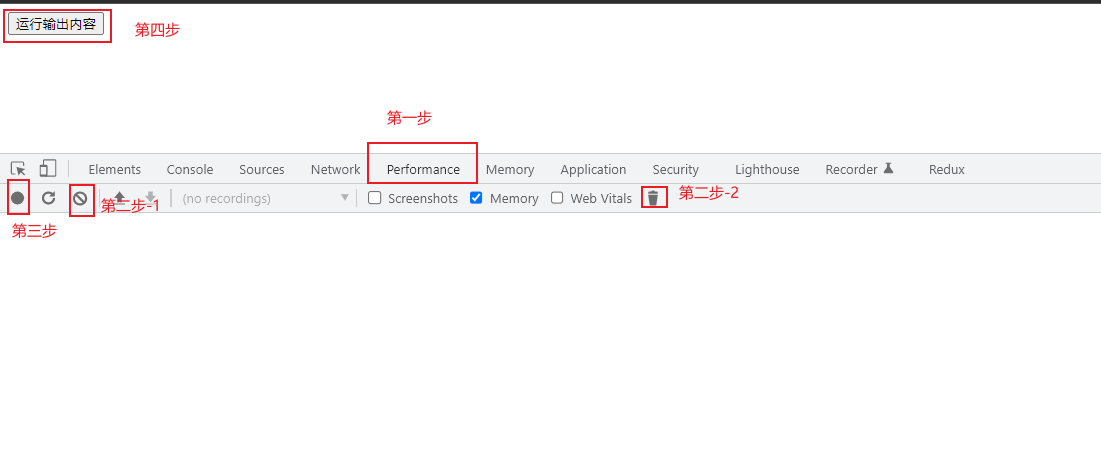 运行输出内容
第四步
第一步
Elements Console Sources Network Performance Memory Application Security Lighthouse Recorder Redux
(no recordings) Screenshots Memory Web Vitals
第二步-1
第二步-2
第三步